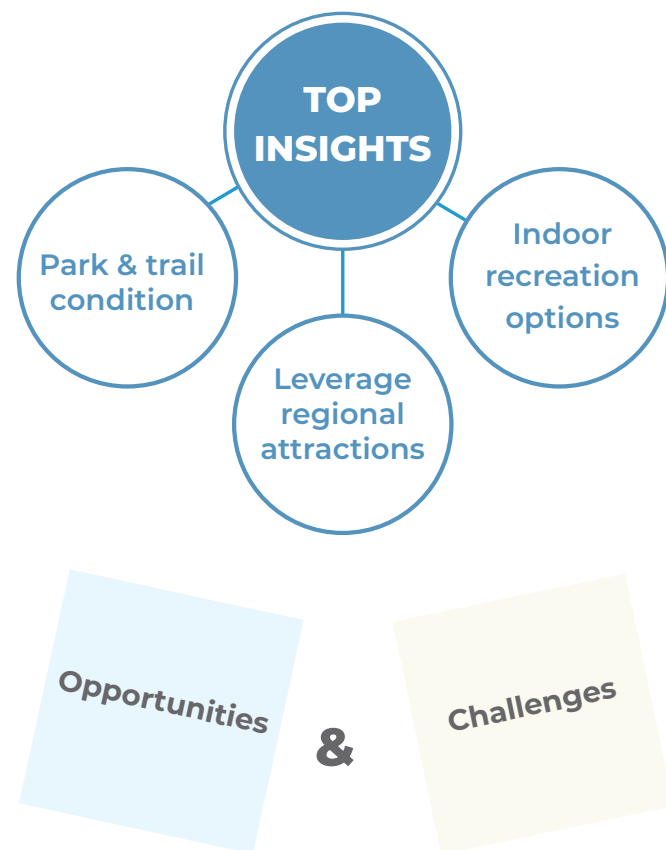 TOP
INSIGHTS
Park & trail
condition
Indoor
recreation
options
Leverage
regional
attractions
Opportunities
&
Challenges